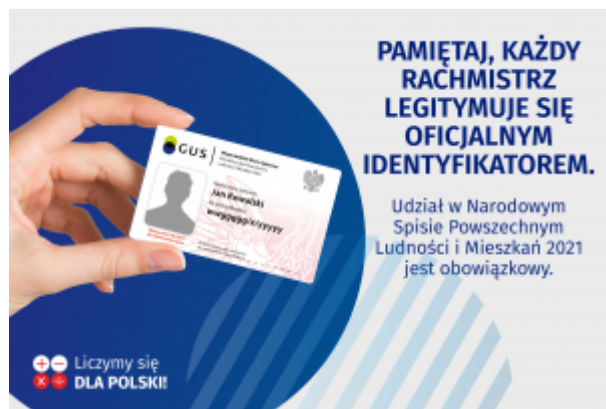 PAMIĘTAJ, KAŻDY
RACHMISTRZ
LEGITYMUJE SIĘ
OFICJALNYM
IDENTYFIKATOREM.
Udział w Narodowym
Spisie Powszechnym
Ludności i Mieszkań 2021
jest obowiązkowy.
GUS
Jan Kowalski
Liczymy się
DLA POLSKI!